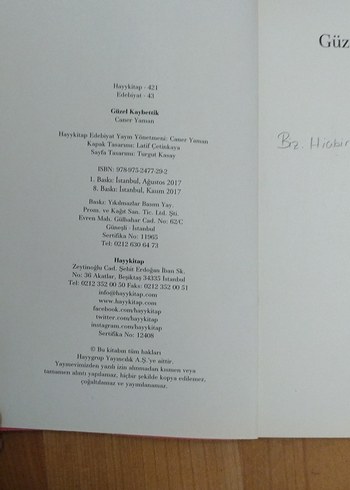 Hayykitap - 421
Edebiyat - 43
Güzel Kaybettik
Caner Yaman
Hayykitap Edebiyat Yayın Yönetmeni: Caner Yaman
Kapak Tasarımı: Latif Çetinkaya
Sayfa Tasarımı: Turgut Kasay
ISBN: 978-975-2477-29-2
1. Baskı: İstanbul, Ağustos 2017
8. Baskı: İstanbul, Kasım 2017
Baskı: Yıkılmazlar Basım Yay.
Prom. ve Kağıt San. Tic. Ltd. Şti.
Evren Mah. Gülbahar Cad. No: 62/C
Güneşli - İstanbul
Sertifika No: 11965
Tel: 0212 630 64 73
Hayykitap
Zeytinoğlu Cad. Şehit Erdoğan İban Sk.
No: 36 Akatlar, Beşiktaş 34335 İstanbul
Tel: 0212 352 00 50 Faks: 0212 352 00 51
info@hayykitap.com
www.hayykitap.com
facebook.com/hayykitap
twitter.com/hayykitap
instagram.com/hayykitap
Sertifika No: 12408
© Bu kitabın tüm hakları
Hayygrup Yayıncılık A.Ş.'ye aittir.
Yayınevimizden yazılı izin alınmadan kısmen veya
tamamen alıntı yapılamaz, hiçbir şekilde kopya edilemez,
çoğaltılamaz ve yayımlanamaz.
Güz
Biz Hiçbir